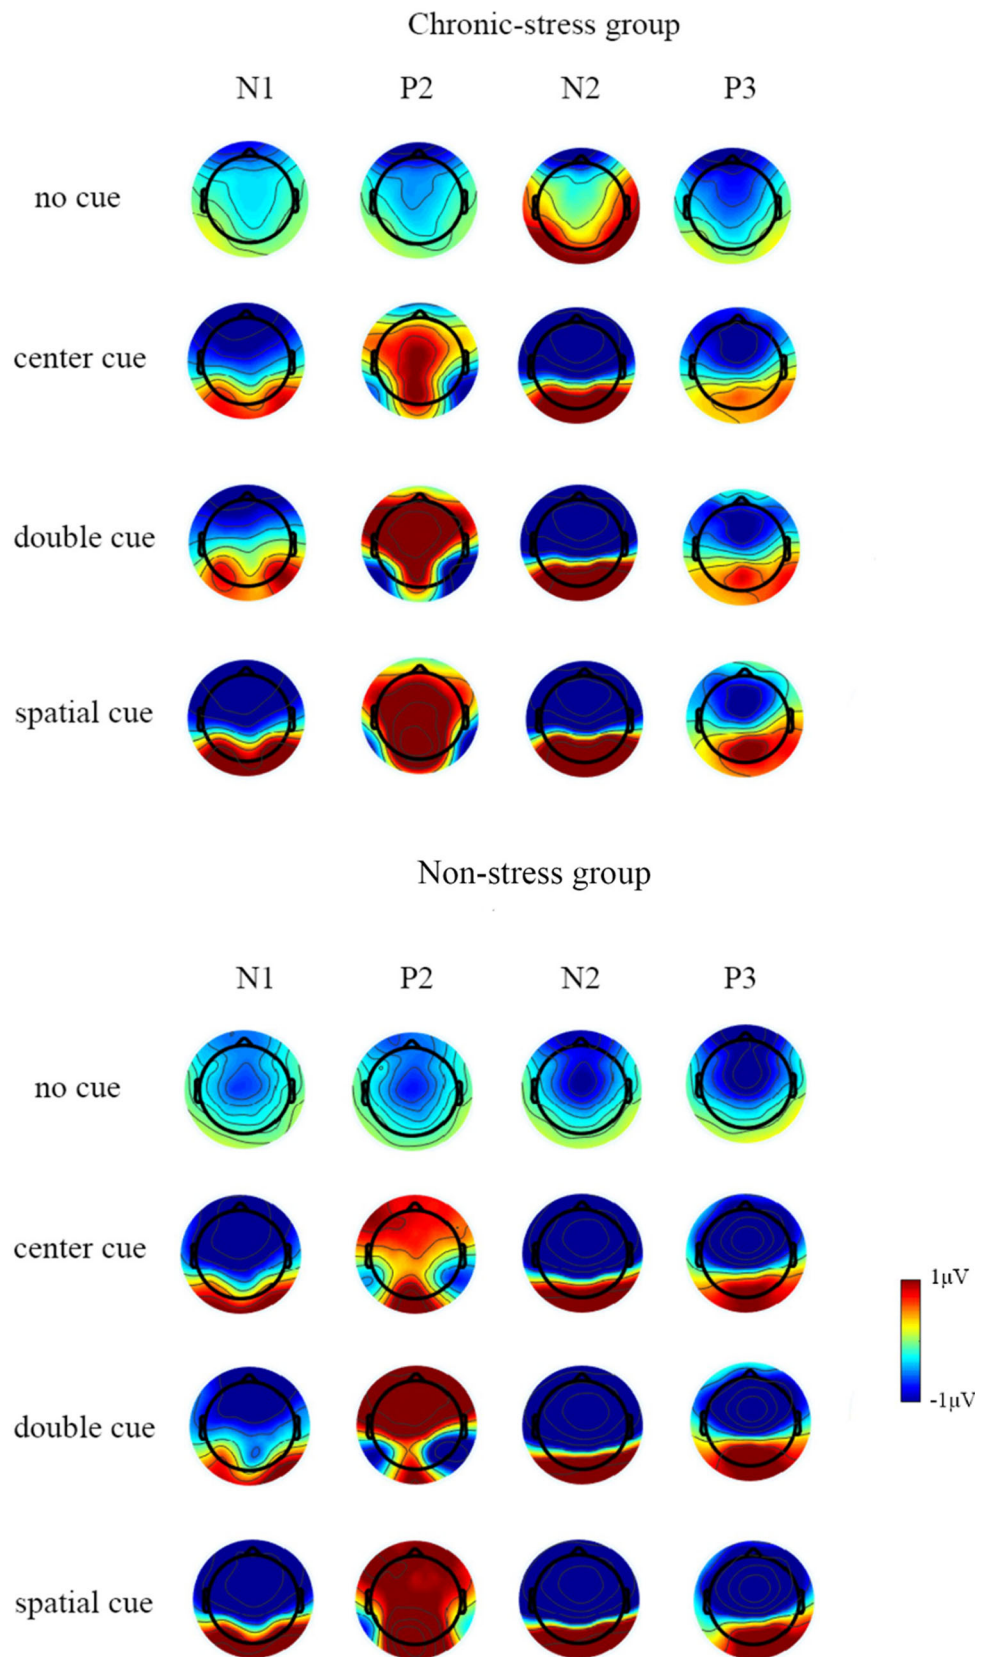 Chronic-stress group
N1 P2 N2 P3
no cue
center cue
double cue
spatial cue
Non-stress group
N1 P2 N2 P3
no cue
center cue
1μV
double cue
-1μV
spatial cue